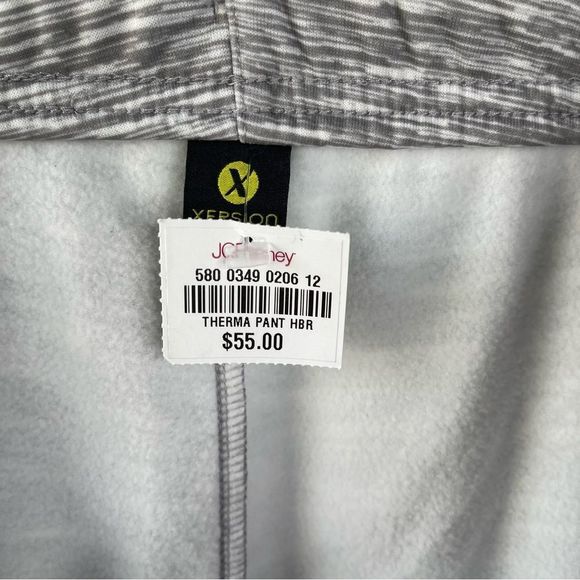 X
XERSION
JCPenney
580 0349 0206 12
THERMA PANT HBR
$55.00